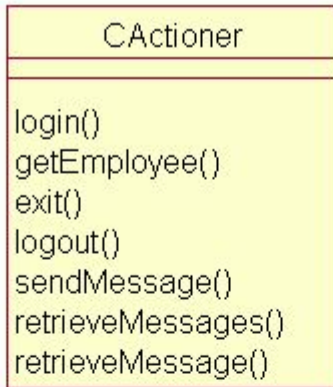 CActioner
login()
getEmployee()
exit()
logout()
sendMessage()
retrieveMessages()
retrieveMessage()